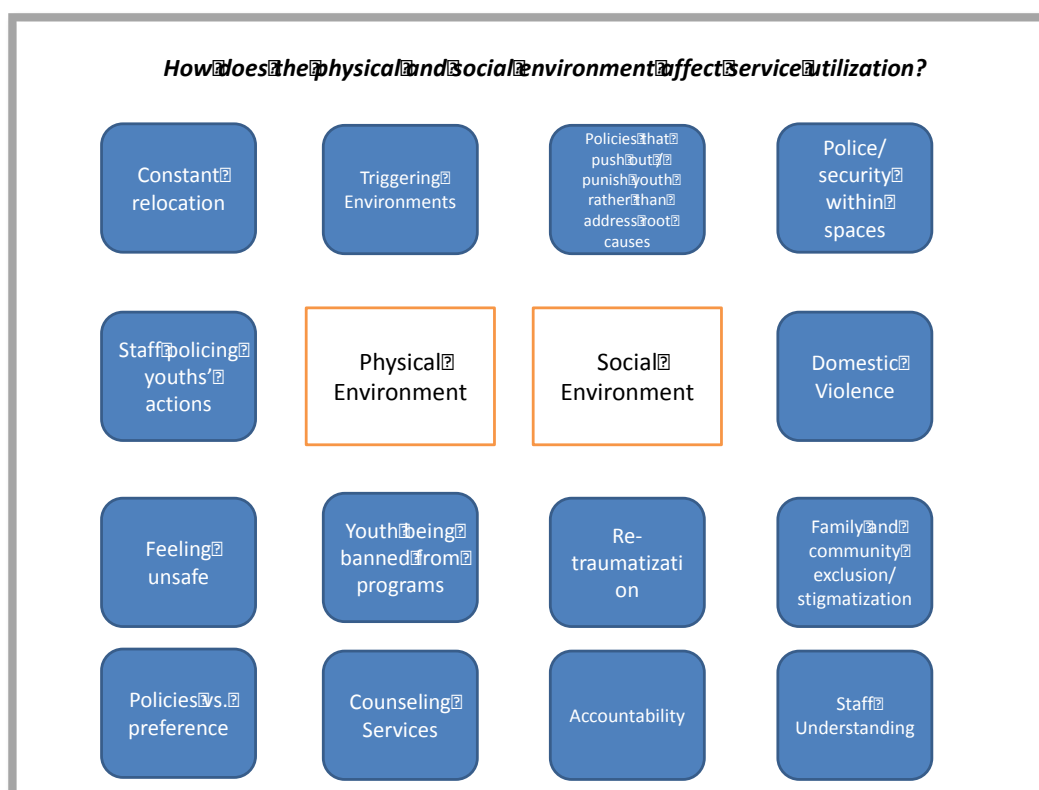 How does the physical and social environment affect service utilization?
Constant
relocation
Triggering
Environments
Policies that
push out/
punish youth
rather than
address root
causes
Police/
security
within
spaces
Staff policing
youths'
actions
Physical
Environment
Social
Environment
Domestic
Violence
Feeling
unsafe
Youth being
banned from
programs
Re-
traumatizati
on
Family and
community
exclusion/
stigmatization
Policies vs.
preference
Counseling
Services
Accountability
Staff
Understanding